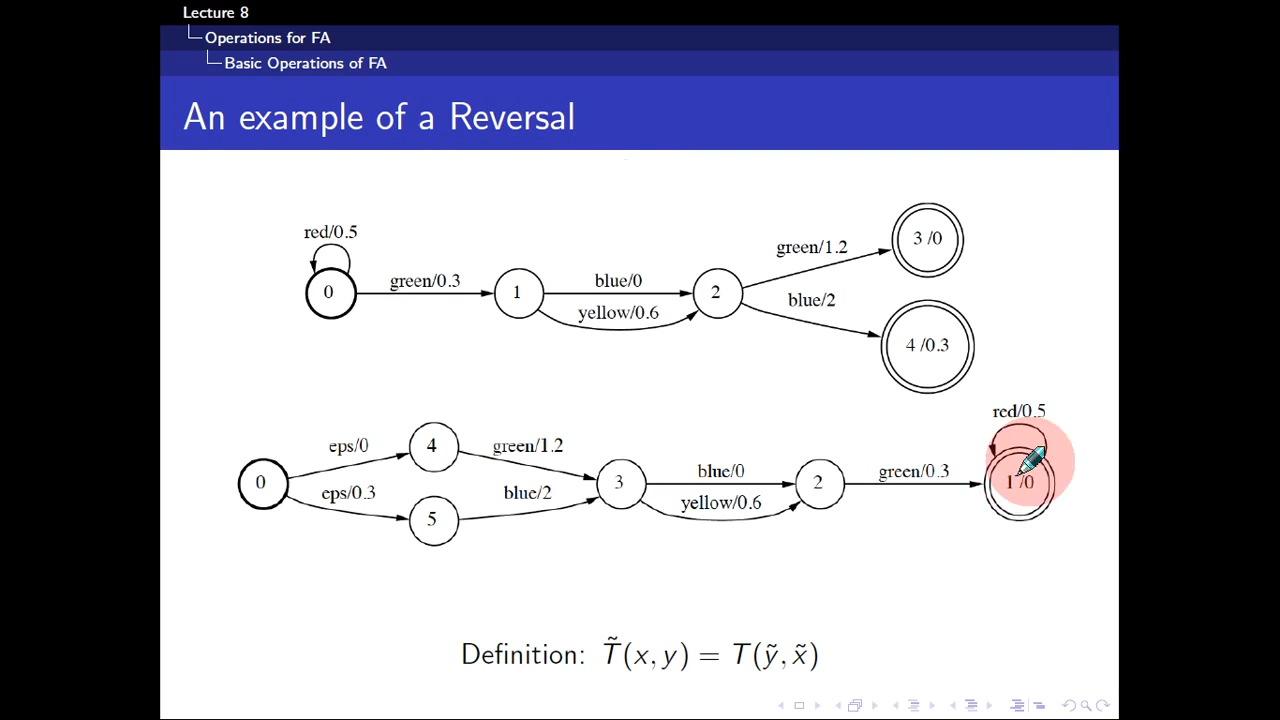 Lecture 8
Operations for FA
Basic Operations of FA
An example of a Reversal
red/0.5
0
green/0.3
1
blue/0
yellow/0.6
2
green/1.2
blue/2
3 /0
4 /0.3
0
eps/0
eps/0.3
4
5
green/1.2
blue/2
3
blue/0
yellow/0.6
2
green/0.3
red/0.5
1 /0
Definition: T̃(x, y) = T(ỹ, x̃)